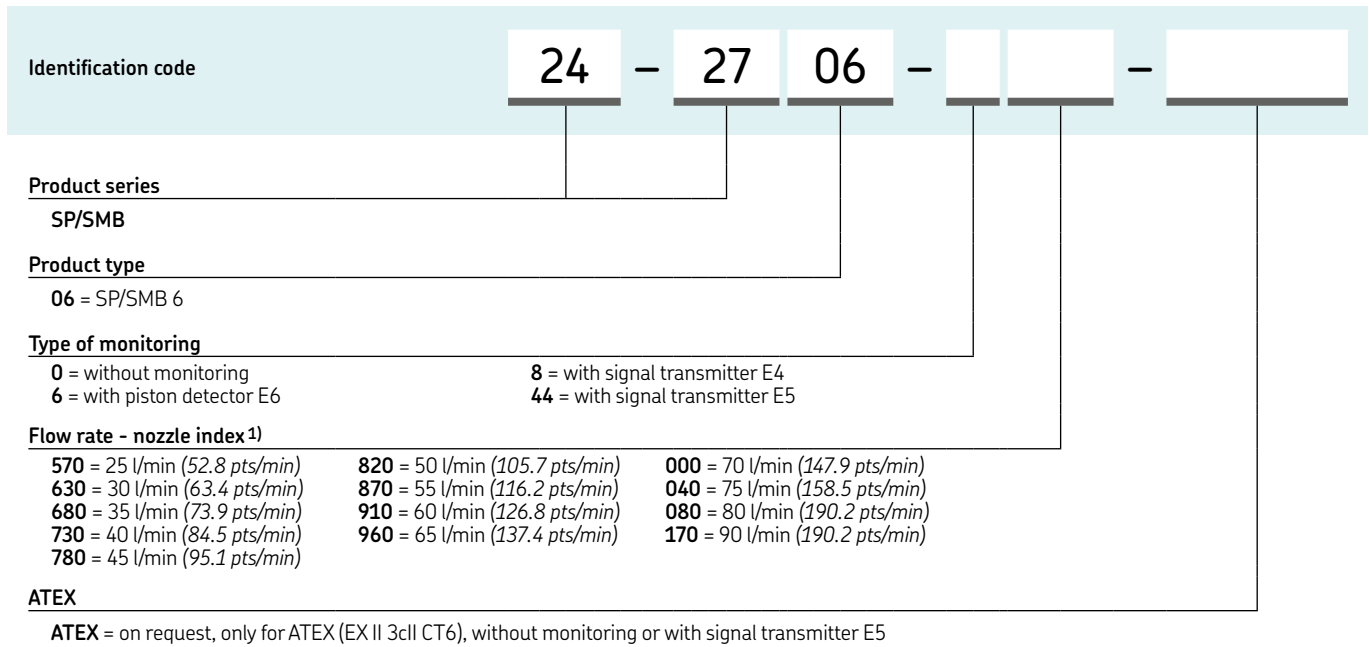 Identification code 24 – 27 06 – –
Product series
SP/SMB
Product type
06 = SP/SMB 6
Type of monitoring
0 = without monitoring 8 = with signal transmitter E4
6 = with piston detector E6 44 = with signal transmitter E5
Flow rate - nozzle index 1)
570 = 25 l/min (52.8 pts/min) 820 = 50 l/min (105.7 pts/min) 000 = 70 l/min (147.9 pts/min)
630 = 30 l/min (63.4 pts/min) 870 = 55 l/min (116.2 pts/min) 040 = 75 l/min (158.5 pts/min)
680 = 35 l/min (73.9 pts/min) 910 = 60 l/min (126.8 pts/min) 080 = 80 l/min (190.2 pts/min)
730 = 40 l/min (84.5 pts/min) 960 = 65 l/min (137.4 pts/min) 170 = 90 l/min (190.2 pts/min)
780 = 45 l/min (95.1 pts/min)
ATEX
ATEX = on request, only for ATEX (EX II 3cII CT6), without monitoring or with signal transmitter E5